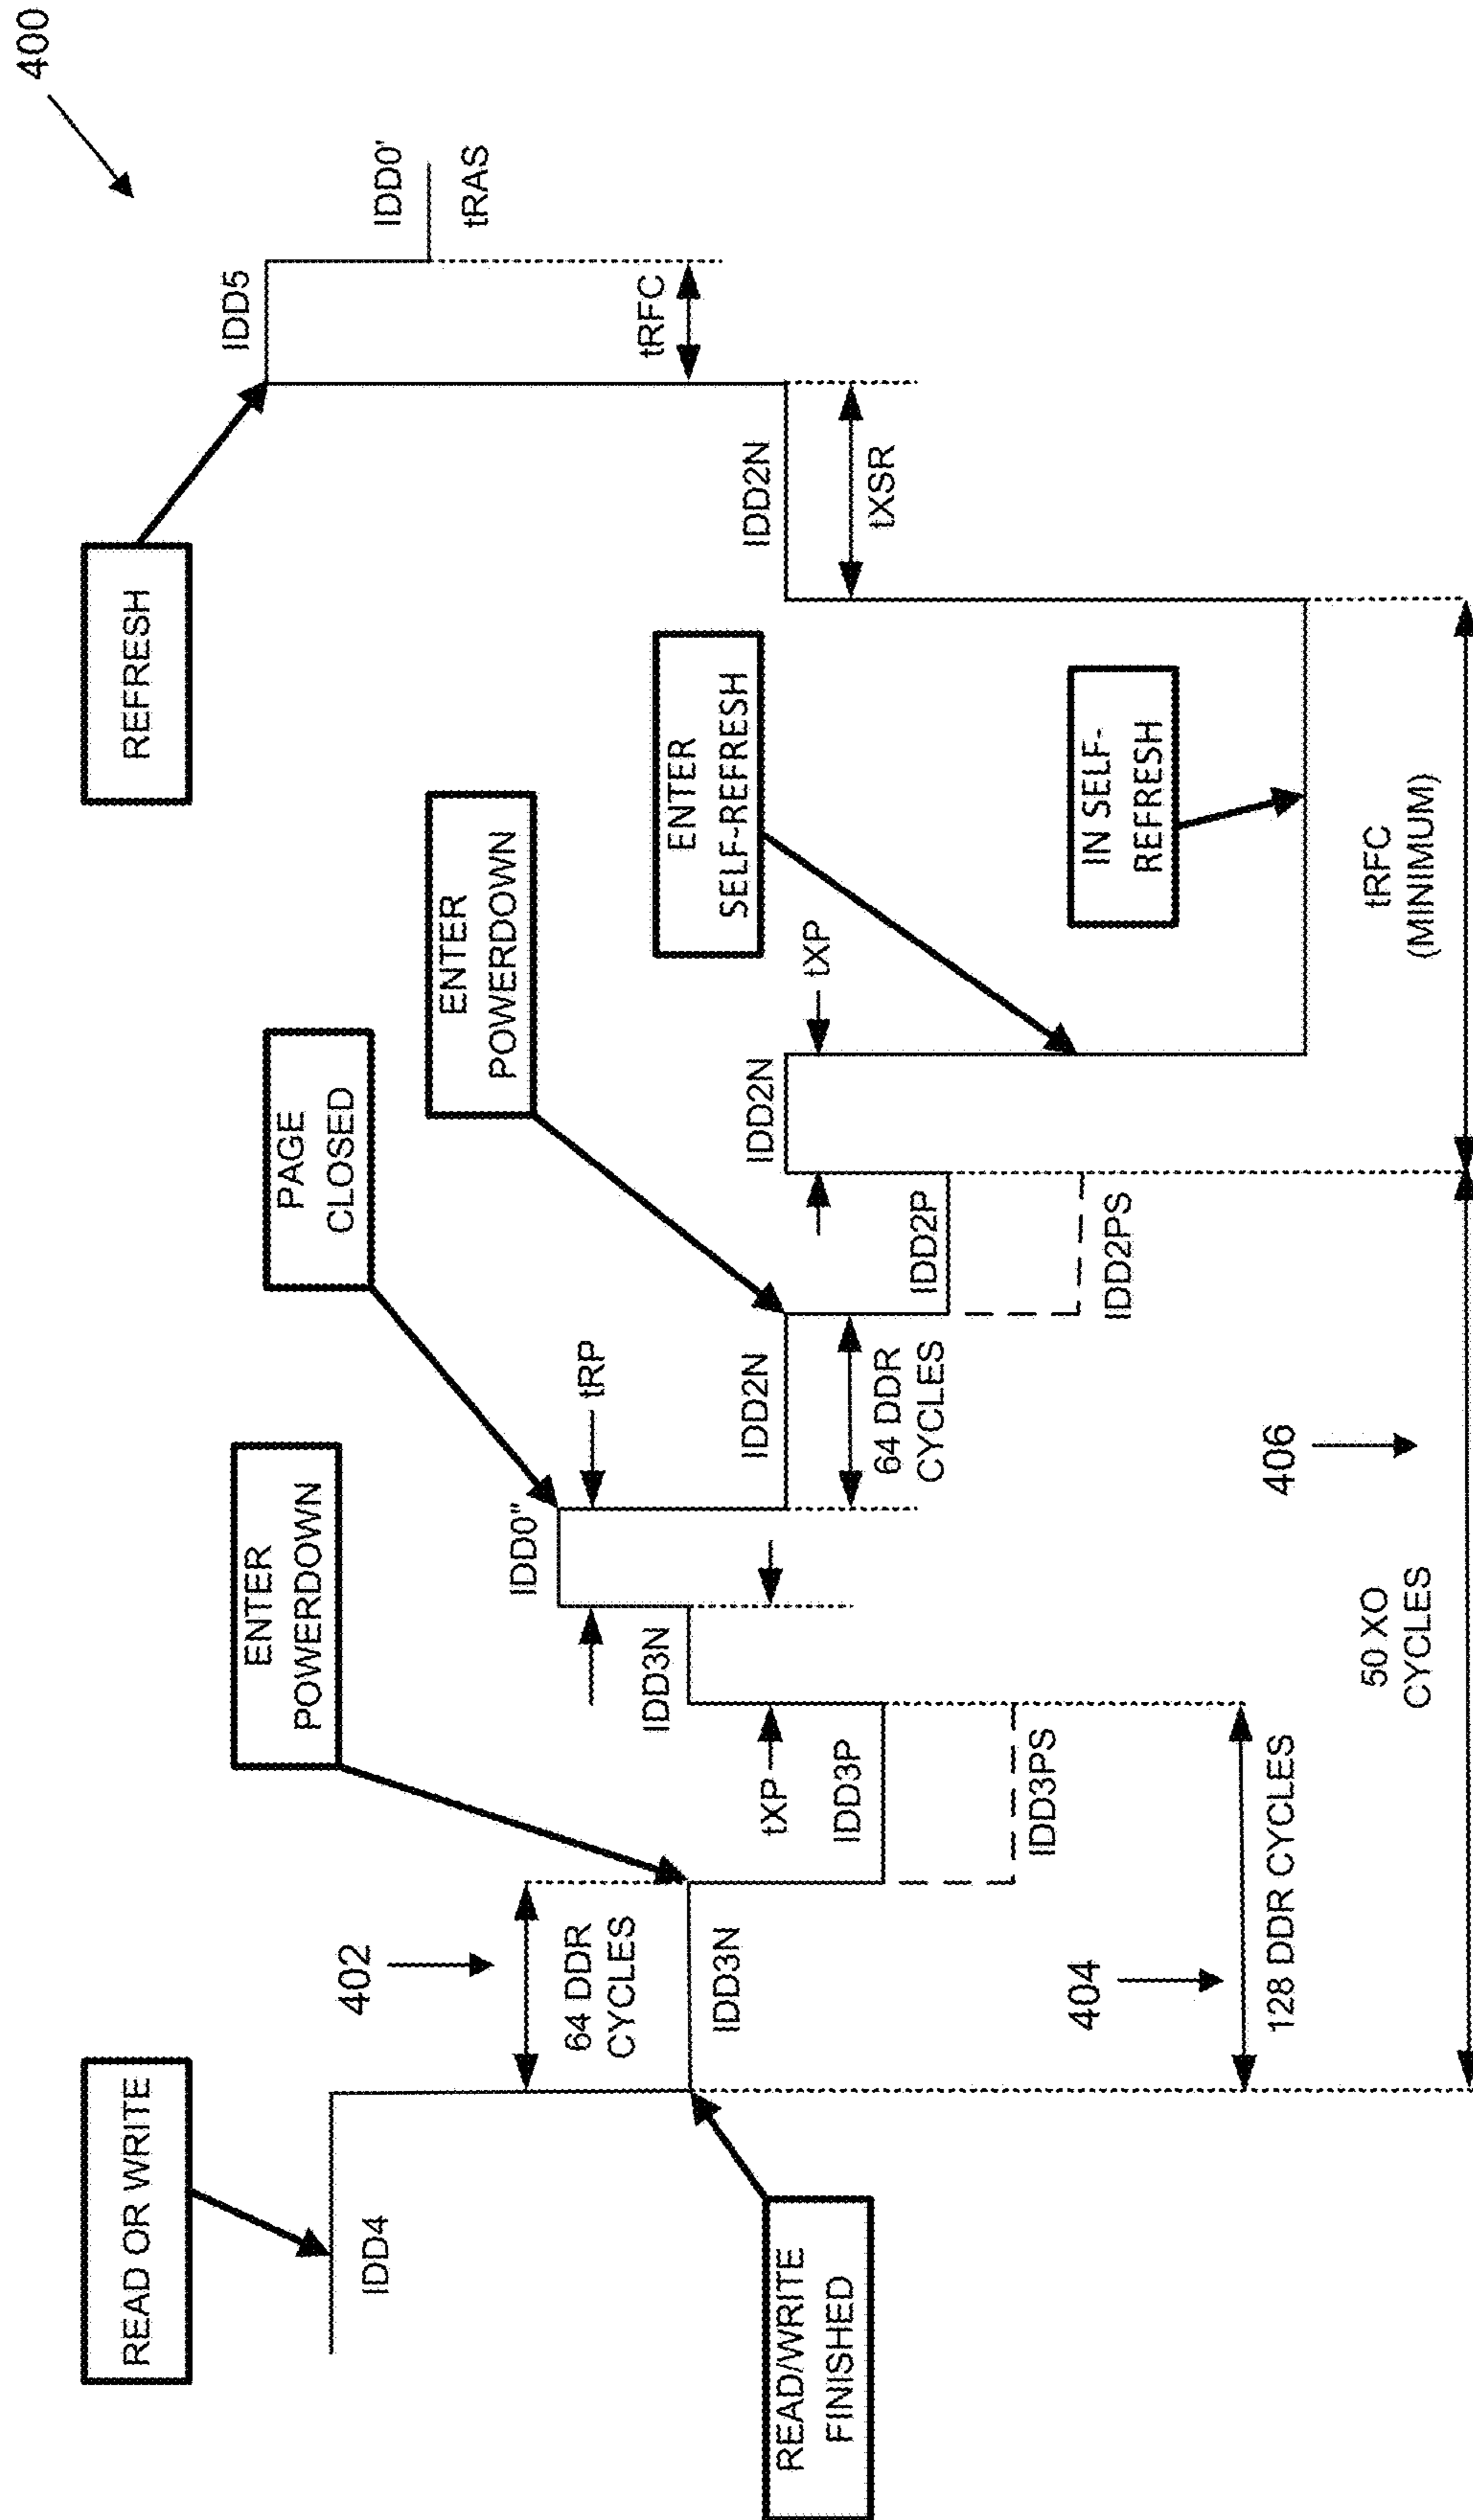 400
READ OR WRITE
IDD4
READ/WRITE
FINISHED
402
64 DDR
CYCLES
IDD3N
404
128 DDR CYCLES
ENTER
POWERDOWN
tXP
IDD3P
IDD3PS
IDD3N
IDD0"
tRP
PAGE
CLOSED
IDD2N
64 DDR
CYCLES
406
50 XO
CYCLES
ENTER
POWERDOWN
IDD2P
IDD2PS
IDD2N
tXP
ENTER
SELF-REFRESH
IN SELF-
REFRESH
tRFC
(MINIMUM)
IDD2N
tXSR
REFRESH
IDD5
tRFC
IDD0'
tRAS